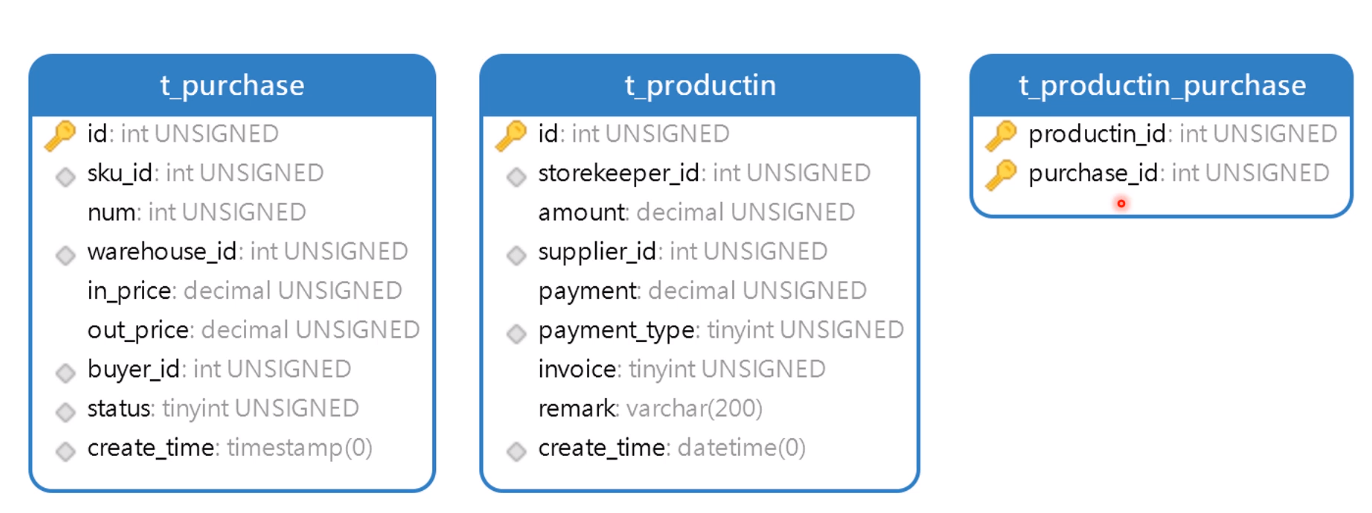 t_purchase
id: int UNSIGNED
sku_id: int UNSIGNED
num: int UNSIGNED
warehouse_id: int UNSIGNED
in_price: decimal UNSIGNED
out_price: decimal UNSIGNED
buyer_id: int UNSIGNED
status: tinyint UNSIGNED
create_time: timestamp(0)
t_productin
id: int UNSIGNED
storekeeper_id: int UNSIGNED
amount: decimal UNSIGNED
supplier_id: int UNSIGNED
payment: decimal UNSIGNED
payment_type: tinyint UNSIGNED
invoice: tinyint UNSIGNED
remark: varchar(200)
create_time: datetime(0)
t_productin_purchase
productin_id: int UNSIGNED
purchase_id: int UNSIGNED